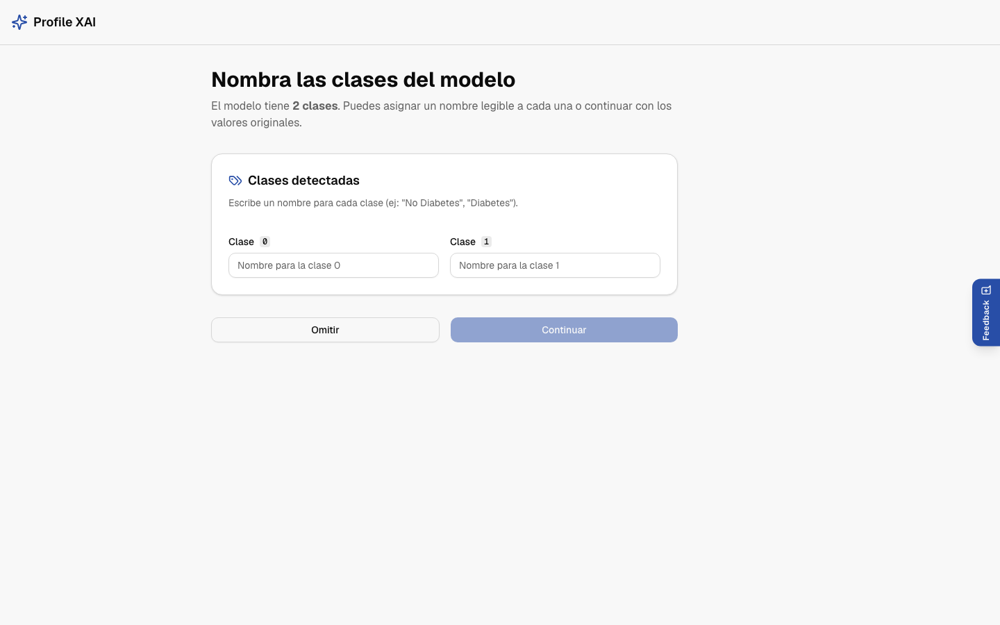 Profile XAI
Nombra las clases del modelo
El modelo tiene 2 clases. Puedes asignar un nombre legible a cada una o continuar con los
valores originales.
Clases detectadas
Escribe un nombre para cada clase (ej: "No Diabetes", "Diabetes").
Clase 0
Clase 1
Nombre para la clase 0
Nombre para la clase 1
Omitir
Continuar
Feedback